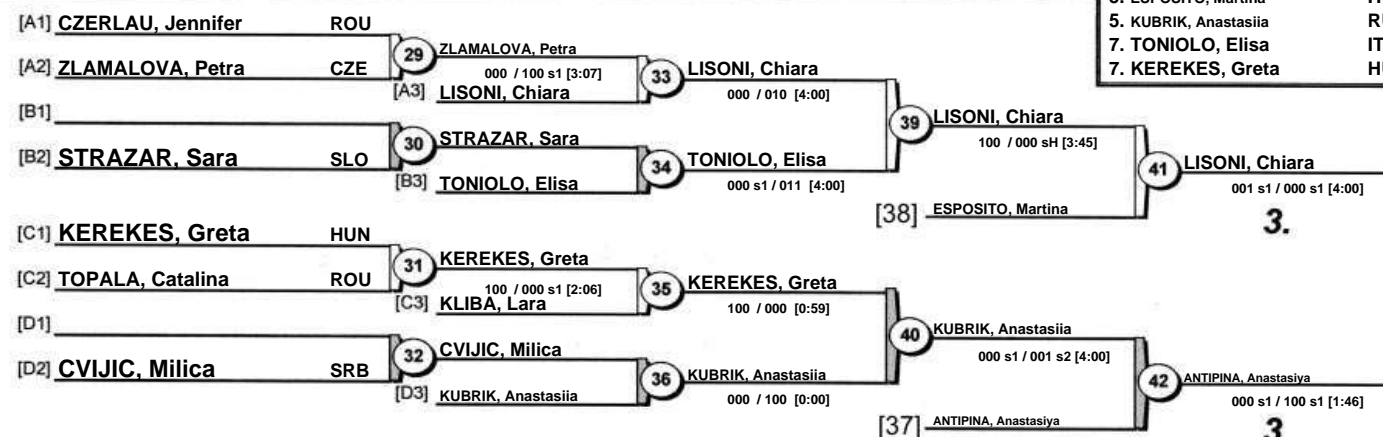 5. KUBRIK, Anastasiia
7. TONIOLO, Elisa IT
7. KEREKES, Greta
[A1] CZERLAU, Jennifer ROU
[A2] ZLAMALOVA, Petra CZE
29
ZLAMALOVA, Petra
000 / 100 s1 [3:07]
[A3] LISONI, Chiara
33
LISONI, Chiara
000 / 010 [4:00]
[B1]
[B2] STRAZAR, Sara SLO
30
STRAZAR, Sara
[B3] TONIOLO, Elisa
34
TONIOLO, Elisa
000 s1 / 011 [4:00]
39
LISONI, Chiara
100 / 000 sH [3:45]
[38] ESPOSITO, Martina
41
LISONI, Chiara
001 s1 / 000 s1 [4:00]
3.
[C1] KEREKES, Greta HUN
[C2] TOPALA, Catalina ROU
31
KEREKES, Greta
100 / 000 s1 [2:06]
[C3] KLIBA, Lara
35
KEREKES, Greta
100 / 000 [0:59]
[D1]
[D2] CVIJIC, Milica SRB
32
CVIJIC, Milica
[D3] KUBRIK, Anastasiia
36
KUBRIK, Anastasiia
000 / 100 [0:00]
40
KUBRIK, Anastasiia
000 s1 / 001 s2 [4:00]
[37] ANTIPINA, Anastasiya
42
ANTIPINA, Anastasiya
000 s1 / 100 s1 [1:46]
3